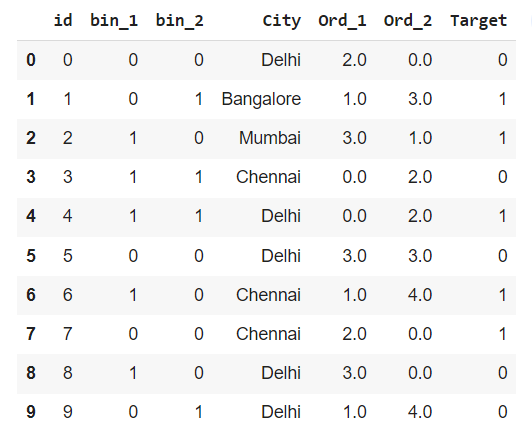 id bin_1 bin_2 City Ord_1 Ord_2 Target
0 0 0 0 Delhi 2.0 0.0 0
1 1 0 1 Bangalore 1.0 3.0 1
2 2 1 0 Mumbai 3.0 1.0 1
3 3 1 1 Chennai 0.0 2.0 0
4 4 1 1 Delhi 0.0 2.0 1
5 5 0 0 Delhi 3.0 3.0 0
6 6 1 0 Chennai 1.0 4.0 1
7 7 0 0 Chennai 2.0 0.0 1
8 8 1 0 Delhi 3.0 0.0 0
9 9 0 1 Delhi 1.0 4.0 0